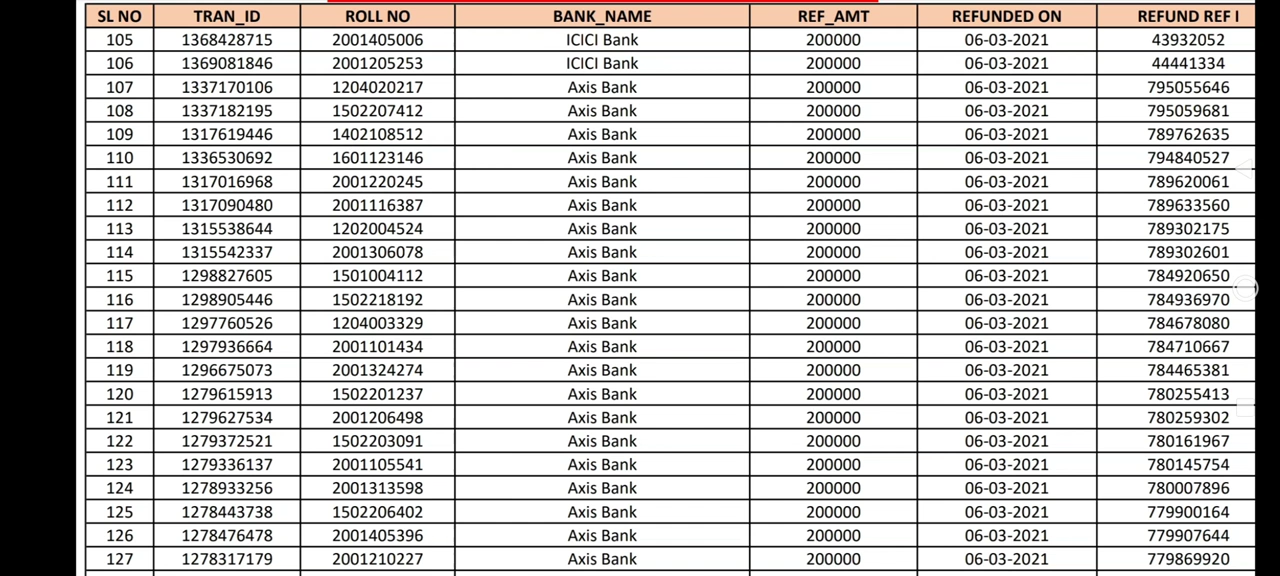 SL NO TRAN_ID ROLL NO BANK_NAME REF_AMT REFUNDED ON REFUND REF I
105 1368428715 2001405006 ICICI Bank 200000 06-03-2021 43932052
106 1369081846 2001205253 ICICI Bank 200000 06-03-2021 44441334
107 1337170106 1204020217 Axis Bank 200000 06-03-2021 795055646
108 1337182195 1502207412 Axis Bank 200000 06-03-2021 795059681
109 1317619446 1402108512 Axis Bank 200000 06-03-2021 789762635
110 1336530692 1601123146 Axis Bank 200000 06-03-2021 794840527
111 1317016968 2001220245 Axis Bank 200000 06-03-2021 789620061
112 1317090480 2001116387 Axis Bank 200000 06-03-2021 789633560
113 1315538644 1202004524 Axis Bank 200000 06-03-2021 789302175
114 1315542337 2001306078 Axis Bank 200000 06-03-2021 789302601
115 1298827605 1501004112 Axis Bank 200000 06-03-2021 784920650
116 1298905446 1502218192 Axis Bank 200000 06-03-2021 784936970
117 1297760526 1204003329 Axis Bank 200000 06-03-2021 784678080
118 1297936664 2001101434 Axis Bank 200000 06-03-2021 784710667
119 1296675073 2001324274 Axis Bank 200000 06-03-2021 784465381
120 1279615913 1502201237 Axis Bank 200000 06-03-2021 780255413
121 1279627534 2001206498 Axis Bank 200000 06-03-2021 780259302
122 1279372521 1502203091 Axis Bank 200000 06-03-2021 780161967
123 1279336137 2001105541 Axis Bank 200000 06-03-2021 780145754
124 1278933256 2001313598 Axis Bank 200000 06-03-2021 780007896
125 1278443738 1502206402 Axis Bank 200000 06-03-2021 779900164
126 1278476478 2001405396 Axis Bank 200000 06-03-2021 779907644
127 1278317179 2001210227 Axis Bank 200000 06-03-2021 779869920